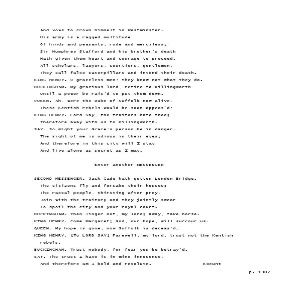 And vows to crown himself in Westminster.
His army is a ragged multitude
Of hinds and peasants, rude and merciless;
Sir Humphrey Stafford and his brother's death
Hath given them heart and courage to proceed.
All scholars, lawyers, courtiers, gentlemen,
They call false caterpillars and intend their death.
KING HENRY. O graceless men! they know not what they do.
BUCKINGHAM. My gracious lord, retire to Killingworth
Until a power be rais'd to put them down.
QUEEN. Ah, were the Duke of Suffolk now alive,
These Kentish rebels would be soon appeas'd!
KING HENRY. Lord Say, the traitors hate thee;
Therefore away with us to Killingworth.
SAY. So might your Grace's person be in danger.
The sight of me is odious in their eyes;
And therefore in this city will I stay
And live alone as secret as I may.
Enter another MESSENGER
SECOND MESSENGER. Jack Cade hath gotten London Bridge.
The citizens fly and forsake their houses;
The rascal people, thirsting after prey,
Join with the traitor; and they jointly swear
To spoil the city and your royal court.
BUCKINGHAM. Then linger not, my lord; away, take horse.
KING HENRY. Come Margaret; God, our hope, will succour us.
QUEEN. My hope is gone, now Suffolk is deceas'd.
KING HENRY. [To LORD SAY] Farewell, my lord, trust not the Kentish
rebels.
BUCKINGHAM. Trust nobody, for fear you be betray'd.
SAY. The trust I have is in mine innocence,
And therefore am I bold and resolute. Exeunt